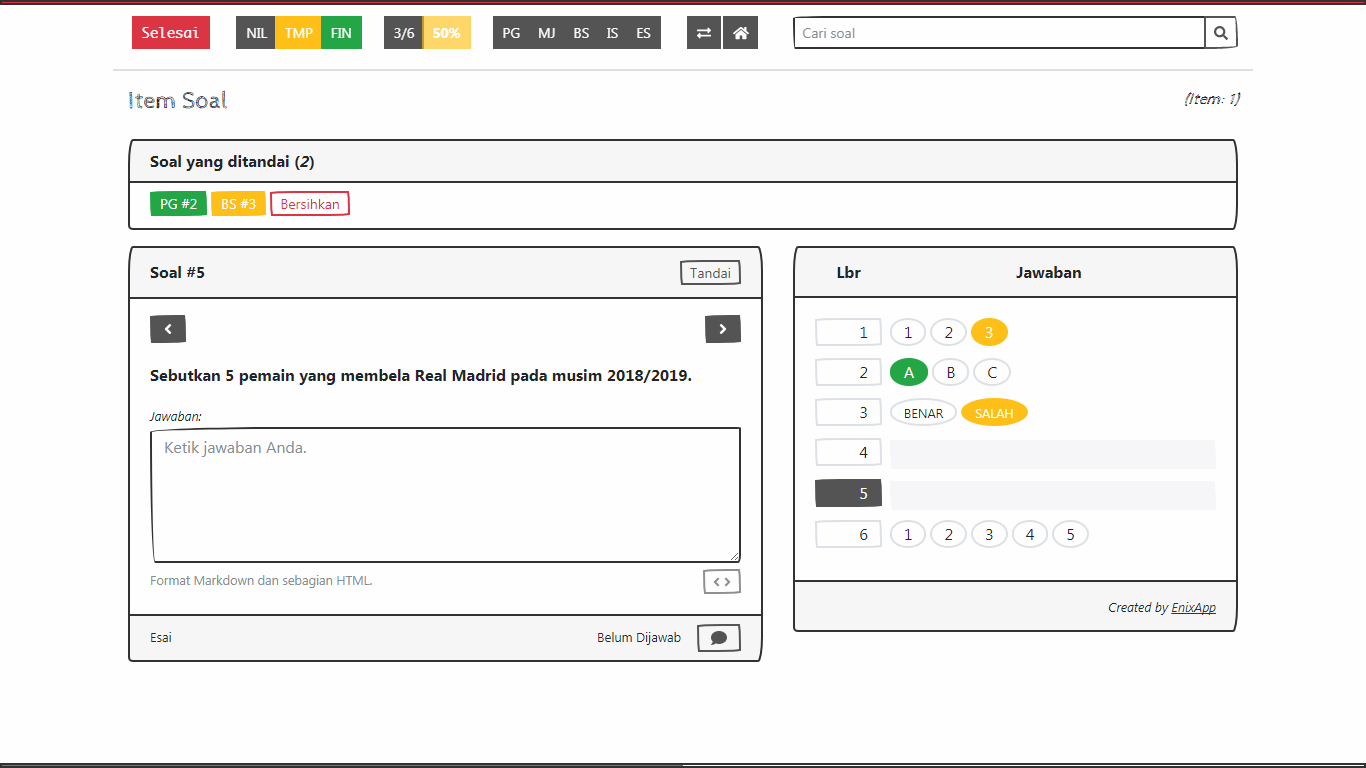 Selesai NIL TMP FIN 3/6 50% PG MJ BS IS ES Cari soal
Item Soal (Item: 1)
Soal yang ditandai (2)
PG #2 BS #3 Bersihkan
Soal #5 Tandai
Sebutkan 5 pemain yang membela Real Madrid pada musim 2018/2019.
Jawaban:
Ketik jawaban Anda.
Format Markdown dan sebagian HTML.
Esai Belum Dijawab
Lbr Jawaban
1 1 2 3
2 A B C
3 BENAR SALAH
4
5
6 1 2 3 4 5
Created by EnixApp